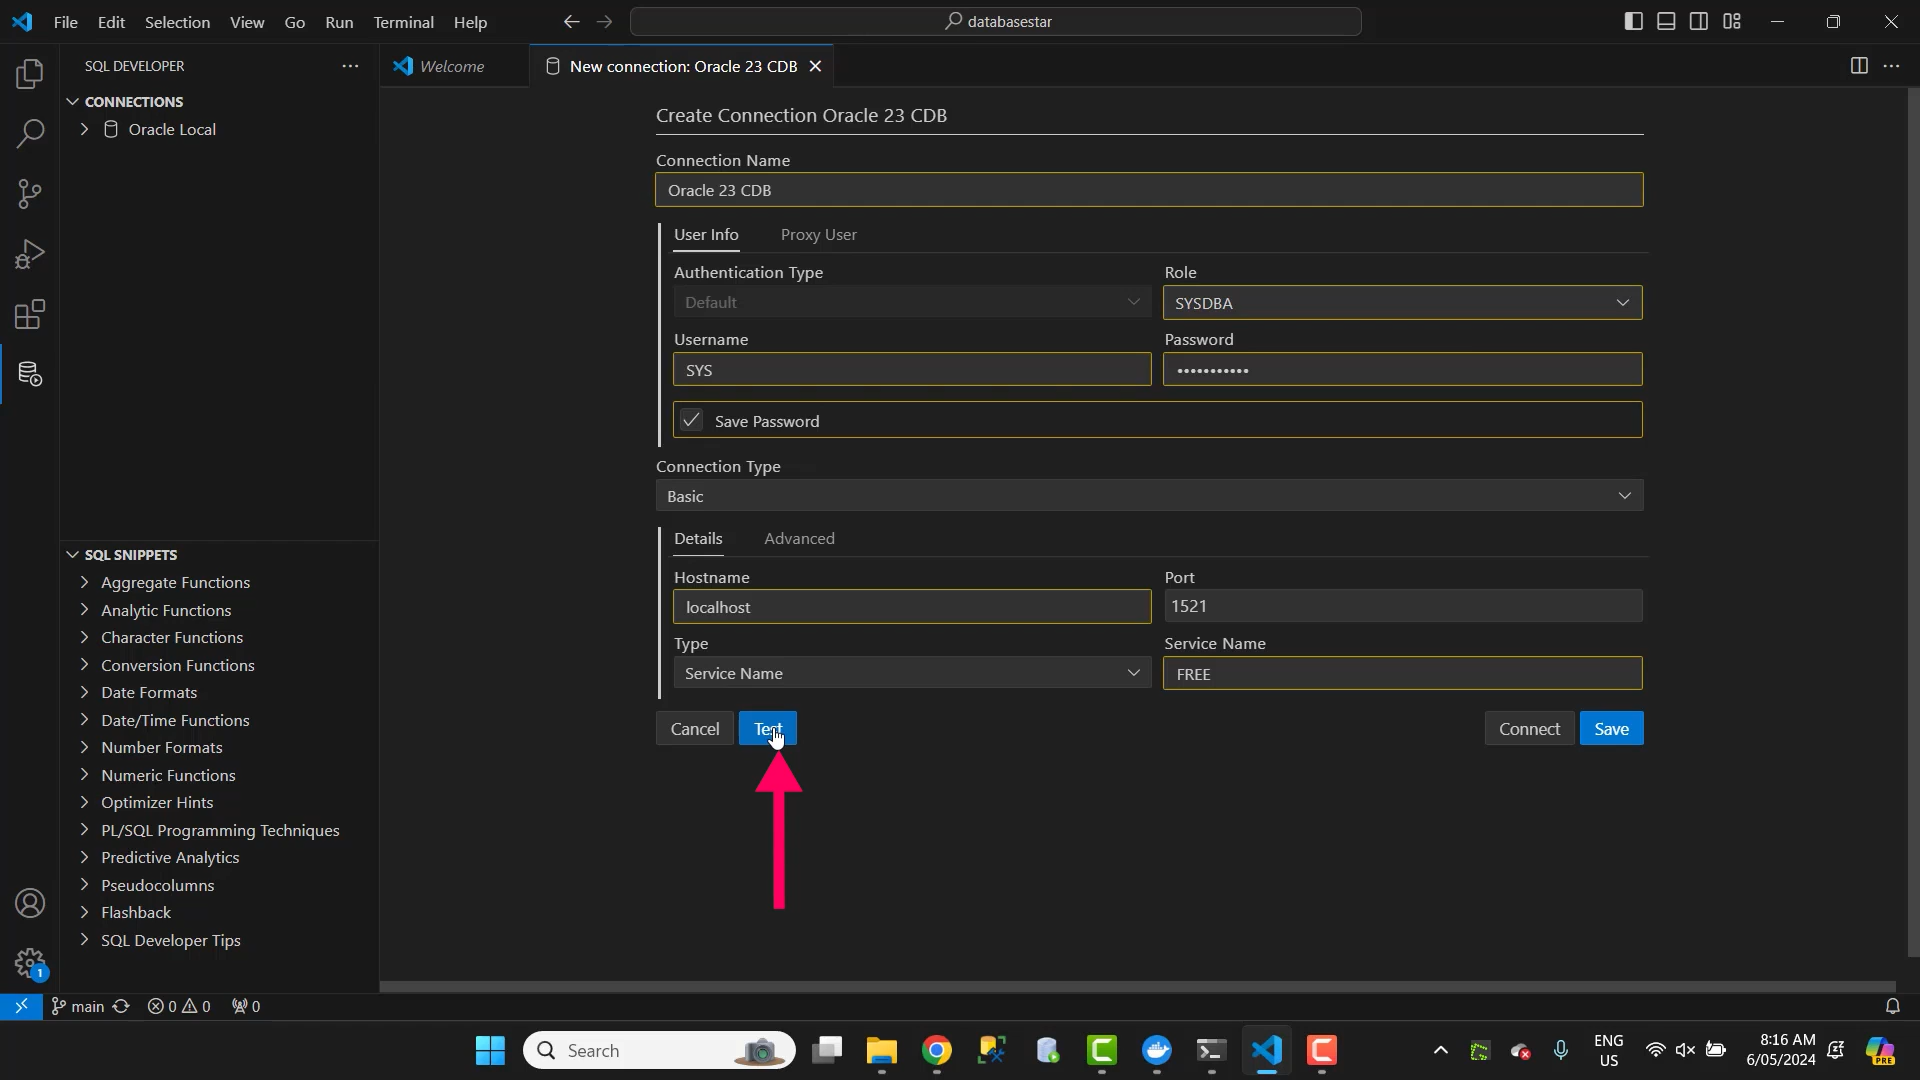 File Edit Selection View Go Run Terminal Help
databasestar
SQL DEVELOPER
CONNECTIONS
Oracle Local
SQL SNIPPETS
Aggregate Functions
Analytic Functions
Character Functions
Conversion Functions
Date Formats
Date/Time Functions
Number Formats
Numeric Functions
Optimizer Hints
PL/SQL Programming Techniques
Predictive Analytics
Pseudocolumns
Flashback
SQL Developer Tips
Welcome
New connection: Oracle 23 CDB
Create Connection Oracle 23 CDB
Connection Name
Oracle 23 CDB
User Info Proxy User
Authentication Type Role
Default SYSDBA
Username Password
SYS •••••••••••
Save Password
Connection Type
Basic
Details Advanced
Hostname Port
localhost 1521
Type Service Name
Service Name FREE
Cancel Test Connect Save
1
main 0 0 0
Search
ENG
US
8:16 AM
6/05/2024
PRE